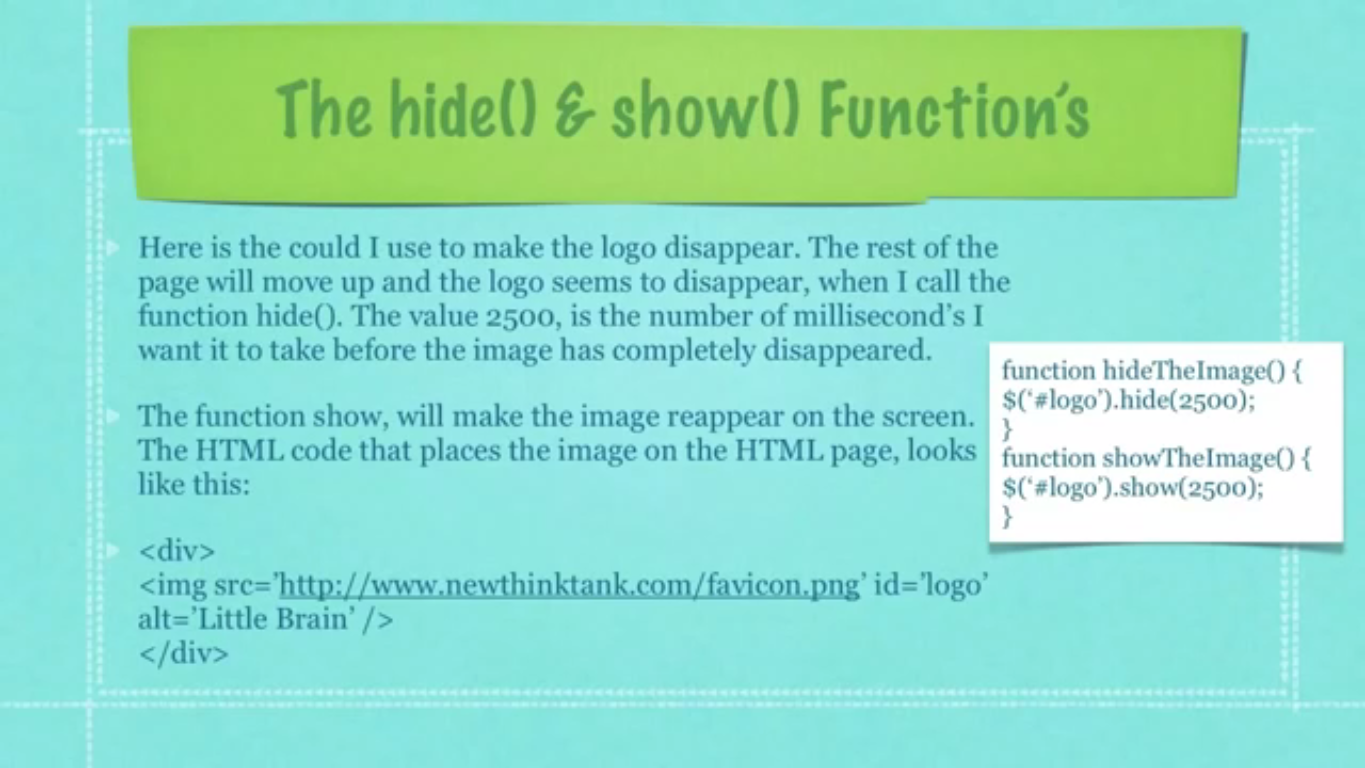 The hide() & show() Function's
Here is the could I use to make the logo disappear. The rest of the
page will move up and the logo seems to disappear, when I call the
function hide(). The value 2500, is the number of millisecond’s I
want it to take before the image has completely disappeared.
The function show, will make the image reappear on the screen.
The HTML code that places the image on the HTML page, looks
like this:
<div>
<img src=’http://www.newthinktank.com/favicon.png’ id=’logo’
alt=’Little Brain’ />
</div>
function hideTheImage() {
$(‘#logo’).hide(2500);
}
function showTheImage() {
$(‘#logo’).show(2500);
}